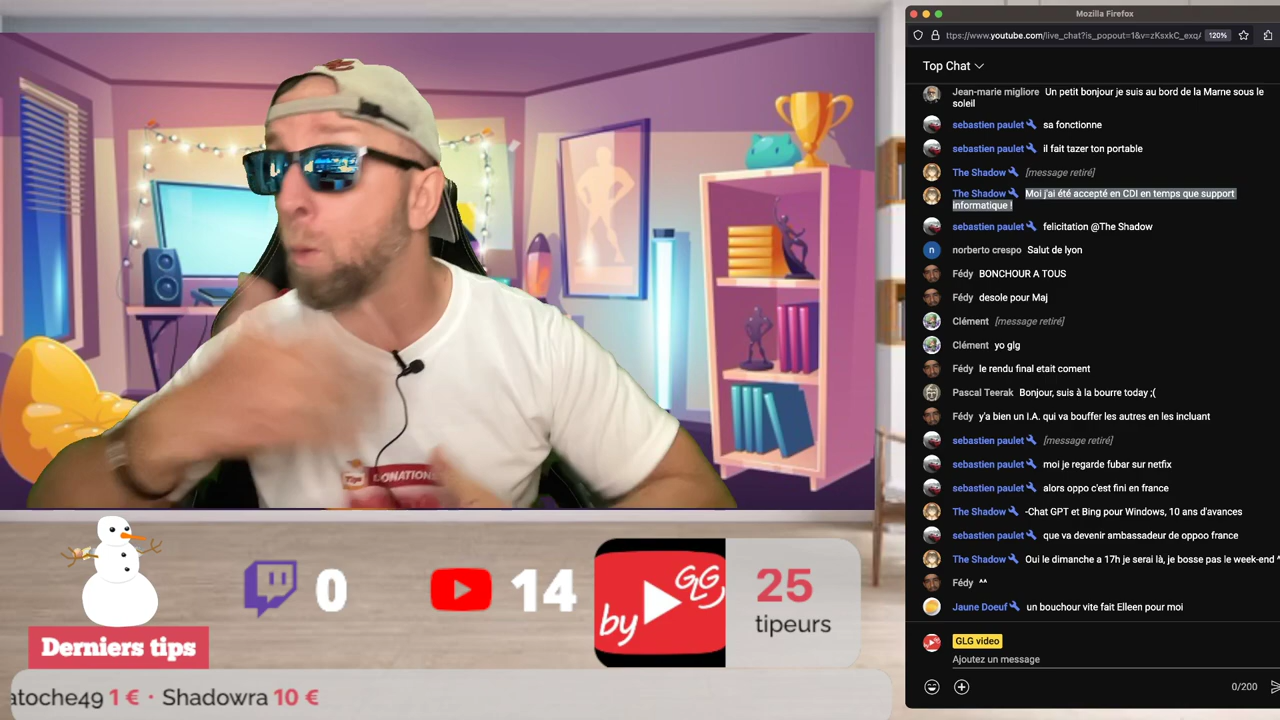 Mozilla Firefox
ttps://www.youtube.com/live_chat?is_popout=1&v=zKsxkC_exq/
120%
Top Chat
Jean-marie migliore Un petit bonjour je suis au bord de la Marne sous le
soleil
sebastien paulet sa fonctionne
sebastien paulet il fait tazer ton portable
The Shadow [message retiré]
The Shadow Moi j'ai été accepté en CDI en temps que support
informatique !
sebastien paulet felicitation @The Shadow
n norberto crespo Salut de lyon
Fédy BONCHOUR A TOUS
Fédy desole pour Maj
Clément [message retiré]
Clément yo glg
Fédy le rendu final etait coment
Pascal Teerak Bonjour, suis à la bourre today ;(
Fédy y'a bien un I.A. qui va bouffer les autres en les incluant
sebastien paulet [message retiré]
sebastien paulet moi je regarde fubar sur netfix
sebastien paulet alors oppo c'est fini en france
The Shadow -Chat GPT et Bing pour Windows, 10 ans d'avances
sebastien paulet que va devenir ambassadeur de oppoo france
The Shadow Oui le dimanche a 17h je serai là, je bosse pas le week-end ^
Fédy ^^
Jaune Doeuf un bouchour vite fait Elleen pour moi
GLG video
Ajoutez un message
0/200
DONATIONS
0
14
by GLG
25
tipeurs
Derniers tips
atoche49 1 € · Shadowra 10 €